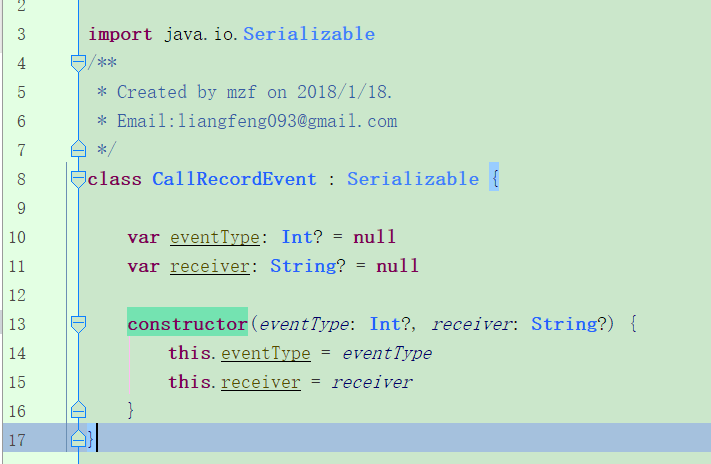 2
3 import java.io.Serializable
4 /**
5 * Created by mzf on 2018/1/18.
6 * Email:liangfeng093@gmail.com
7 */
8 class CallRecordEvent : Serializable {
9
10 var eventType: Int? = null
11 var receiver: String? = null
12
13 constructor(eventType: Int?, receiver: String?) {
14 this.eventType = eventType
15 this.receiver = receiver
16 }
17 }